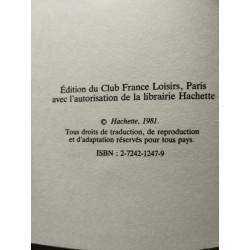 Édition du Club France Loisirs, Paris
avec l'autorisation de la librairie Hachette
© Hachette, 1981.
Tous droits de traduction, de reproduction
et d'adaptation réservés pour tous pays.
ISBN : 2-7242-1247-9